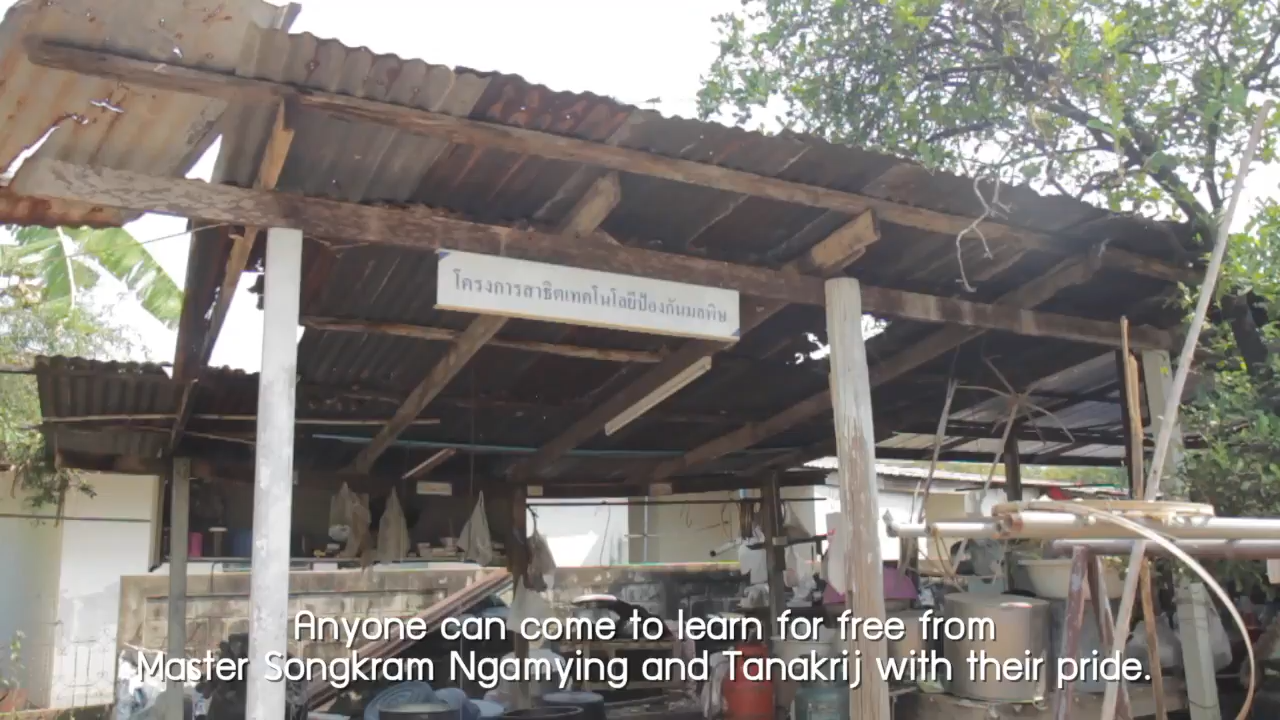 โครงการสาธิตเทคโนโลยีป้องกันมลพิษ
Anyone can come to learn for free from
Master Songkram Ngamying and Tanakrij with their pride.